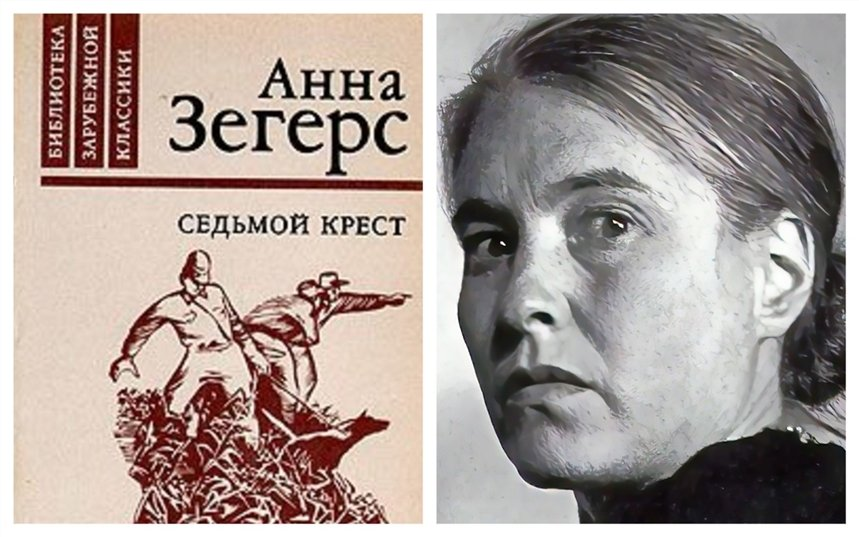 БИБЛИОТЕКА
ЗАРУБЕЖНОЙ
КЛАССИКИ
Анна
Зегерс
СЕДЬМОЙ КРЕСТ